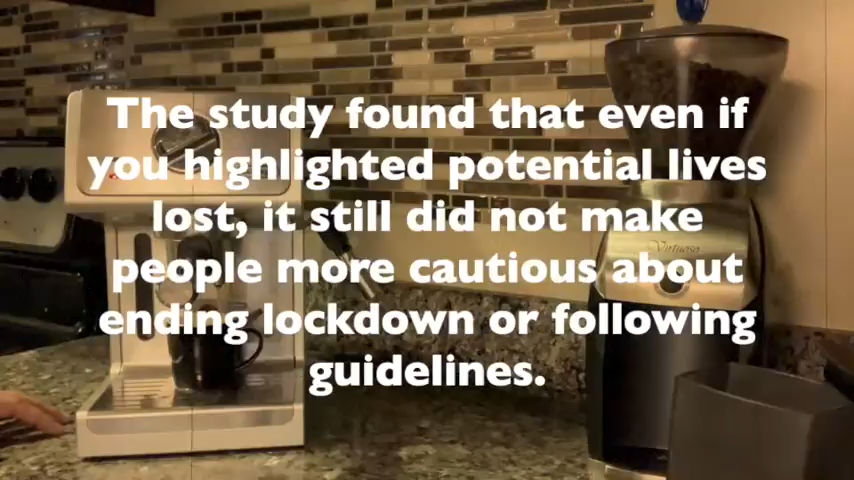 The study found that even if
you highlighted potential lives
lost, it still did not make
people more cautious about
ending lockdown or following
guidelines.
Virtuoso